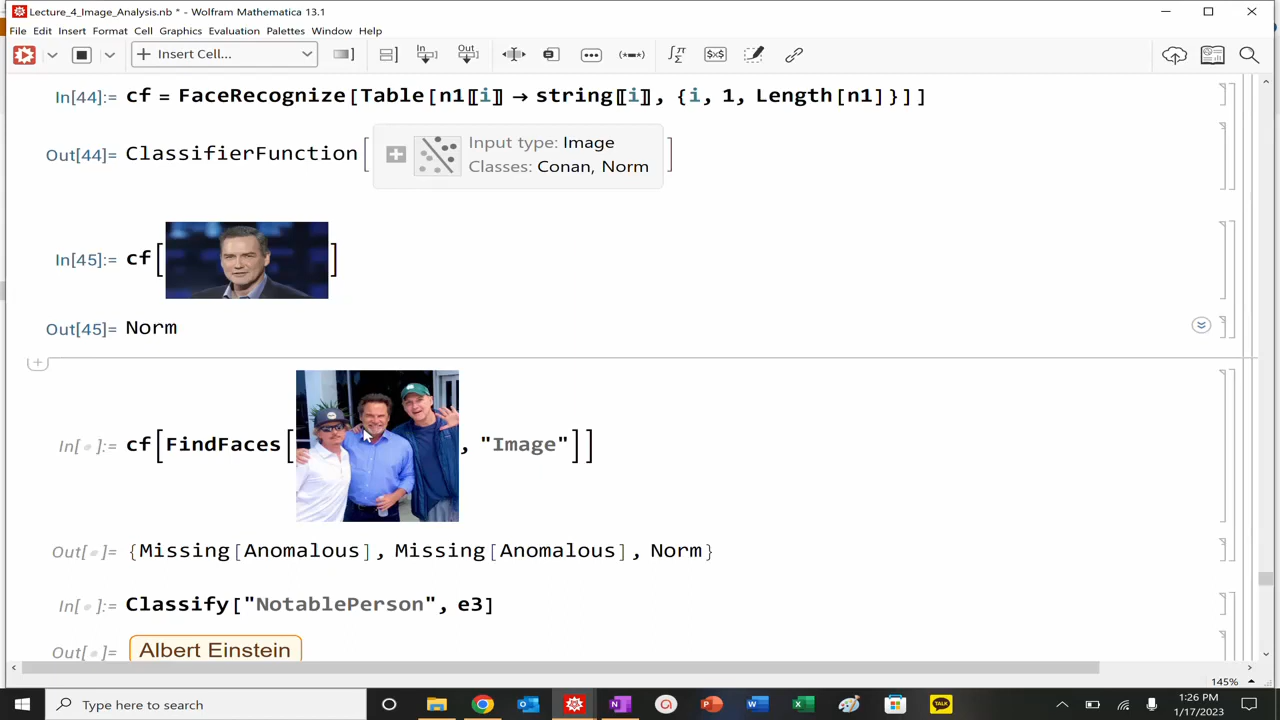 Lecture_4_Image_Analysis.nb * - Wolfram Mathematica 13.1
File Edit Insert Format Cell Graphics Evaluation Palettes Window Help
+ Insert Cell... In Out
In[44]:= cf = FaceRecognize[Table[n1[[i]] → string[[i]], {i, 1, Length[n1]}]]
Out[44]= ClassifierFunction[ Input type: Image
Classes: Conan, Norm ]
In[45]:= cf[ ]
Out[45]= Norm
In[ ]:= cf[FindFaces[ , "Image"]]
Out[ ]= {Missing[Anomalous], Missing[Anomalous], Norm}
In[ ]:= Classify["NotablePerson", e3]
Out[ ]= Albert Einstein
145%
Type here to search
TALK
1:26 PM
1/17/2023